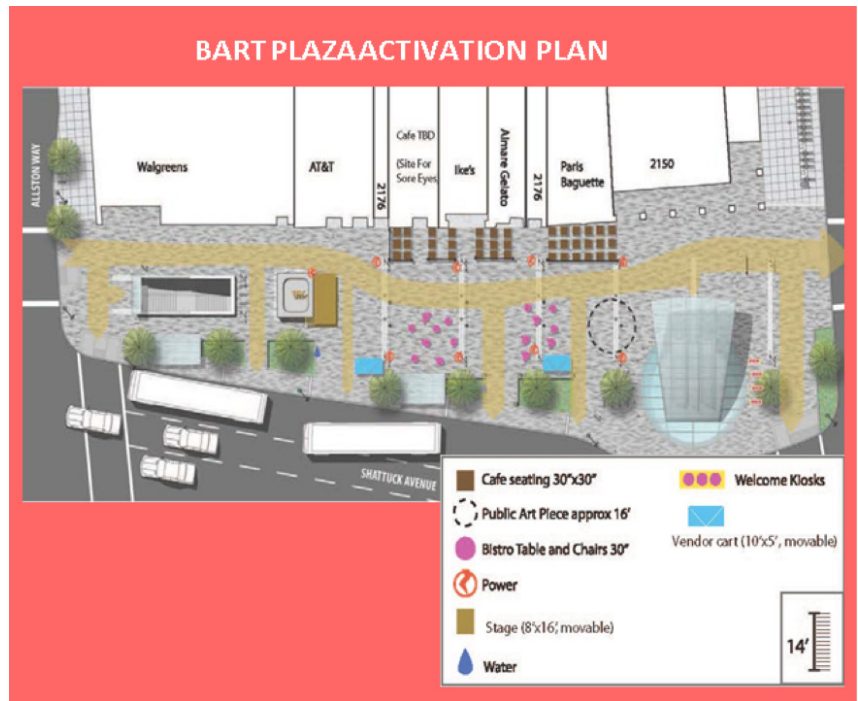 BART PLAZA ACTIVATION PLAN
ALLSTON WAY
Walgreens
AT&T
2176
Cafe TBD
(Site For
Sore Eyes
Ike's
Almare Gelato
2176
Paris
Baguette
2150
SHATTUCK AVENUE
Cafe seating 30"x30"
Public Art Piece approx 16'
Bistro Table and Chairs 30"
Power
Stage (8'x16', movable)
Water
Welcome Kiosks
Vendor cart (10'x5', movable)
14'